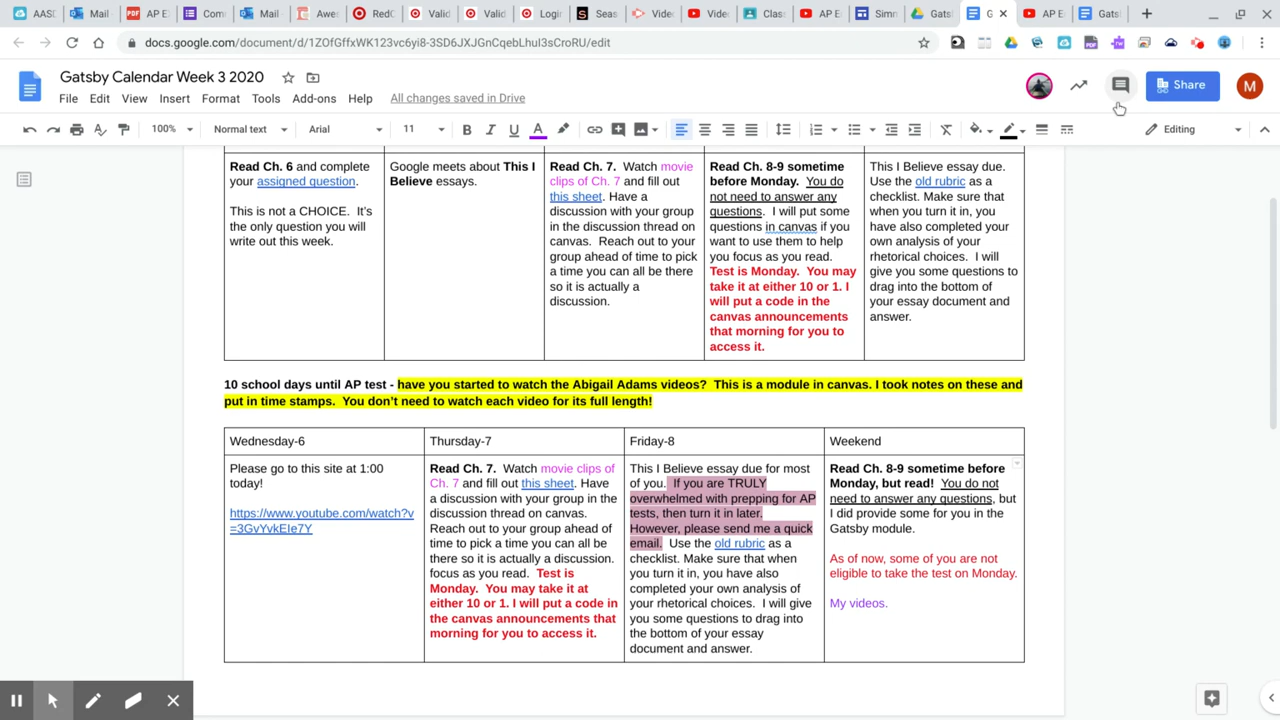 AASD
Mail
AP E
Com
Mail
Awe
RedC
Valid
Valid
Login
Seas
Vide
Vide
Class
AP E
Simr
Gats
G
AP E
Gats
Gatsby Calendar Week 3 2020
File Edit View Insert Format Tools Add-ons Help All changes saved in Drive
Share
M
100% Normal text Arial 11 B I U A Editing
Read Ch. 6 and complete
your assigned question.
This is not a CHOICE. It's
the only question you will
write out this week.
Google meets about This I
Believe essays.
Read Ch. 7. Watch movie
clips of Ch. 7 and fill out
this sheet. Have a
discussion with your group
in the discussion thread on
canvas. Reach out to your
group ahead of time to pick
a time you can all be there
so it is actually a
discussion.
Read Ch. 8-9 sometime
before Monday. You do
not need to answer any
questions. I will put some
questions in canvas if you
want to use them to help
you focus as you read.
Test is Monday. You may
take it at either 10 or 1. I
will put a code in the
canvas announcements
that morning for you to
access it.
This I Believe essay due.
Use the old rubric as a
checklist. Make sure that
when you turn it in, you
have also completed your
own analysis of your
rhetorical choices. I will
give you some questions to
drag into the bottom of
your essay document and
answer.
10 school days until AP test - have you started to watch the Abigail Adams videos? This is a module in canvas. I took notes on these and
put in time stamps. You don't need to watch each video for its full length!
Wednesday-6
Thursday-7
Friday-8
Weekend
Please go to this site at 1:00
today!
https://www.youtube.com/watch?v
=3GvYvkEIe7Y
Read Ch. 7. Watch movie clips of
Ch. 7 and fill out this sheet. Have
a discussion with your group in
the discussion thread on canvas.
Reach out to your group ahead of
time to pick a time you can all be
there so it is actually a discussion.
focus as you read. Test is
Monday. You may take it at
either 10 or 1. I will put a code in
the canvas announcements that
morning for you to access it.
This I Believe essay due for most
of you. If you are TRULY
overwhelmed with prepping for AP
tests, then turn it in later.
However, please send me a quick
email. Use the old rubric as a
checklist. Make sure that when
you turn it in, you have also
completed your own analysis of
your rhetorical choices. I will give
you some questions to drag into
the bottom of your essay
document and answer.
Read Ch. 8-9 sometime before
Monday, but read! You do not
need to answer any questions, but
I did provide some for you in the
Gatsby module.
As of now, some of you are not
eligible to take the test on Monday.
My videos.